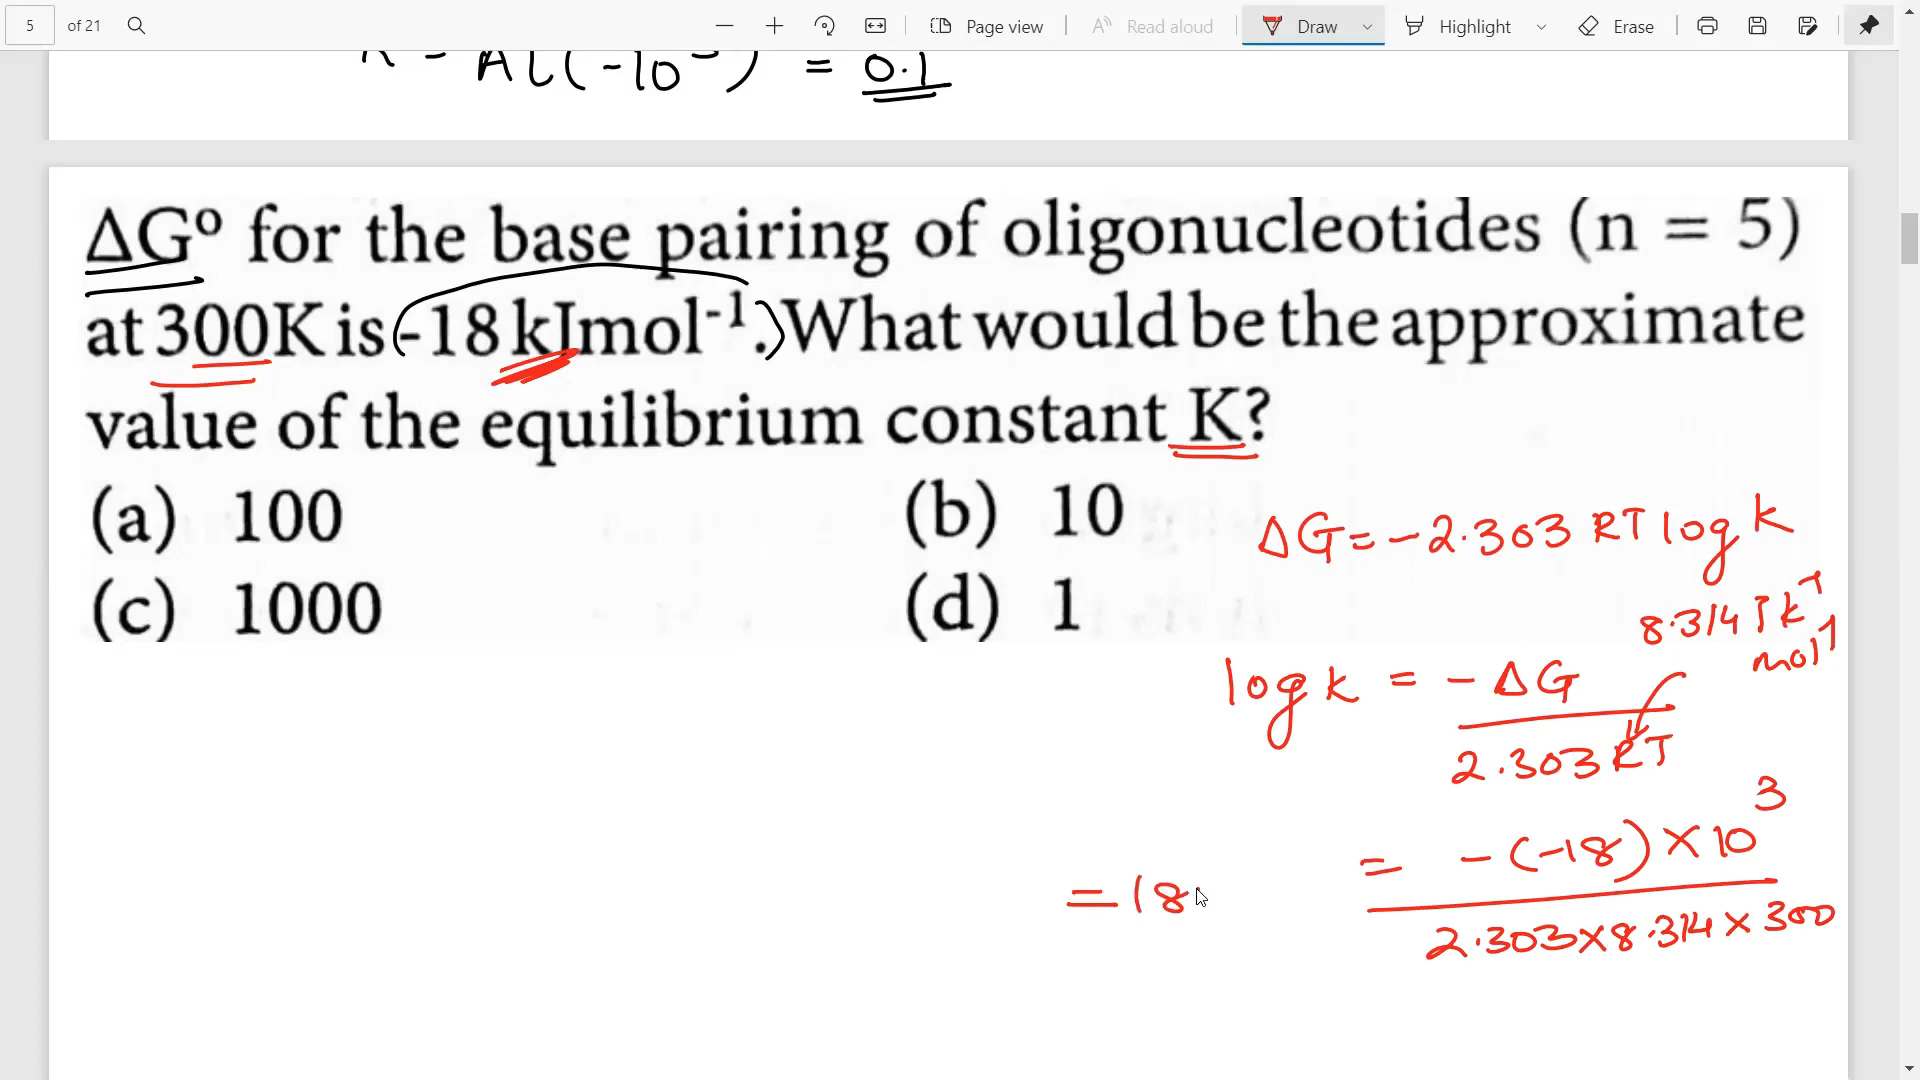 5 of 21 Page view Read aloud Draw Highlight Erase
= 0.1
ΔG° for the base pairing of oligonucleotides (n = 5)
at 300K is -18 kJmol⁻¹. What would be the approximate
value of the equilibrium constant K?
(a) 100 (b) 10
(c) 1000 (d) 1
ΔG = -2.303 RT log k
8.314 J k⁻¹
mol⁻¹
log k = - ΔG
2.303 RT
= - (-18) × 10³
2.303×8.314×300
= 18